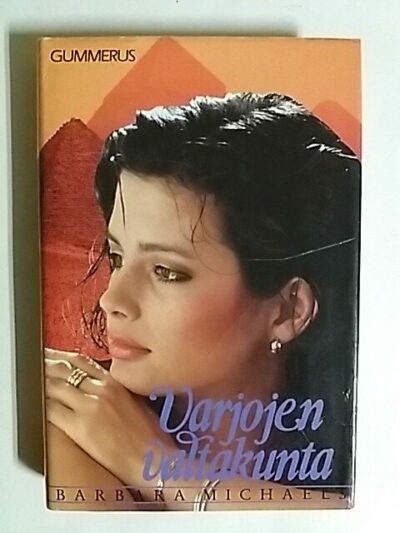 GUMMERUS
Varjojen
valtakunta
BARBARA MICHAELS